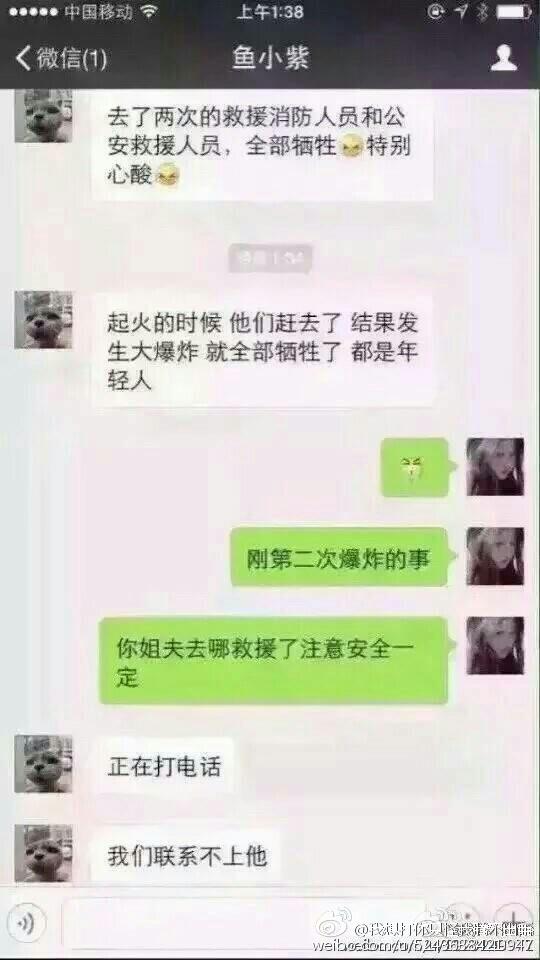 中国移动
上午1:38
微信(1)
鱼小紫
去了两次的救援消防人员和公
安救援人员，全部牺牲 特别
心酸
起火的时候 他们赶去了 结果发
生大爆炸 就全部牺牲了 都是年
轻人
刚第二次爆炸的事
你姐夫去哪救援了注意安全一
定
正在打电话
我们联系不上他